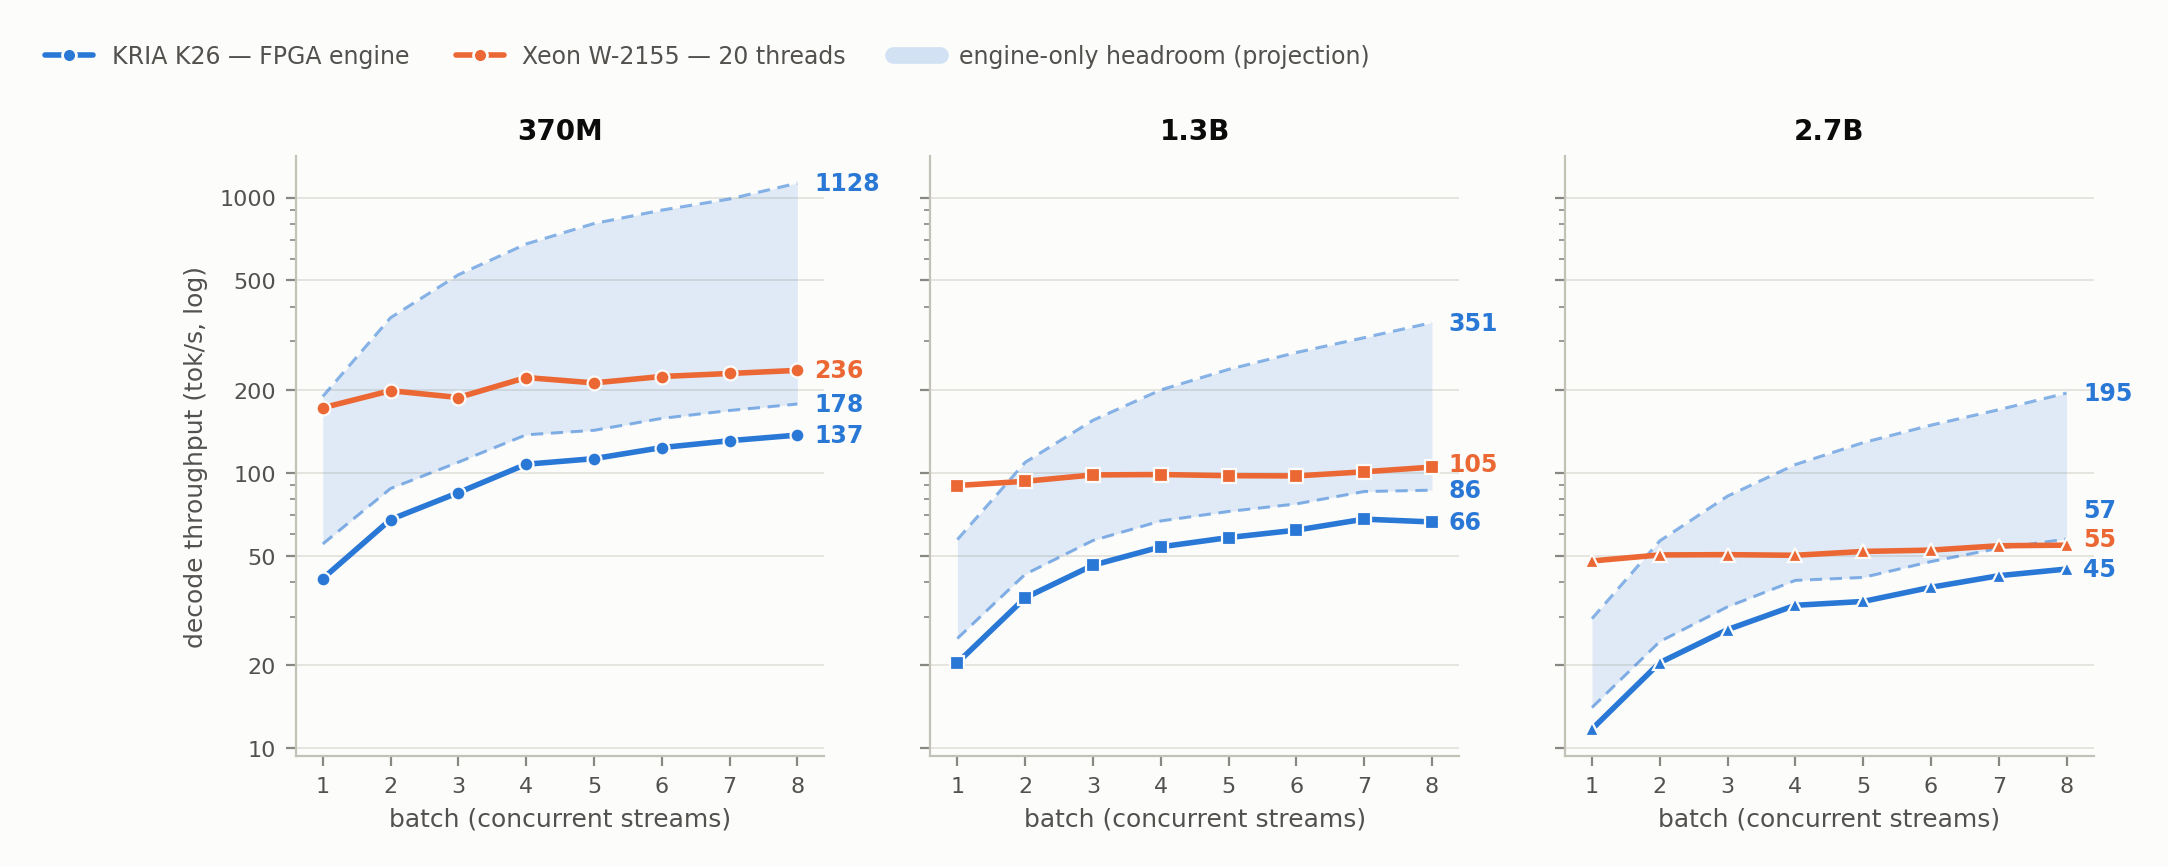 KRIA K26 — FPGA engine
Xeon W-2155 — 20 threads
engine-only headroom (projection)
370M
1.3B
2.7B
decode throughput (tok/s, log)
1000
500
200
100
50
20
10
1128
236
178
137
351
105
86
66
195
57
55
45
1 2 3 4 5 6 7 8
1 2 3 4 5 6 7 8
1 2 3 4 5 6 7 8
batch (concurrent streams)
batch (concurrent streams)
batch (concurrent streams)